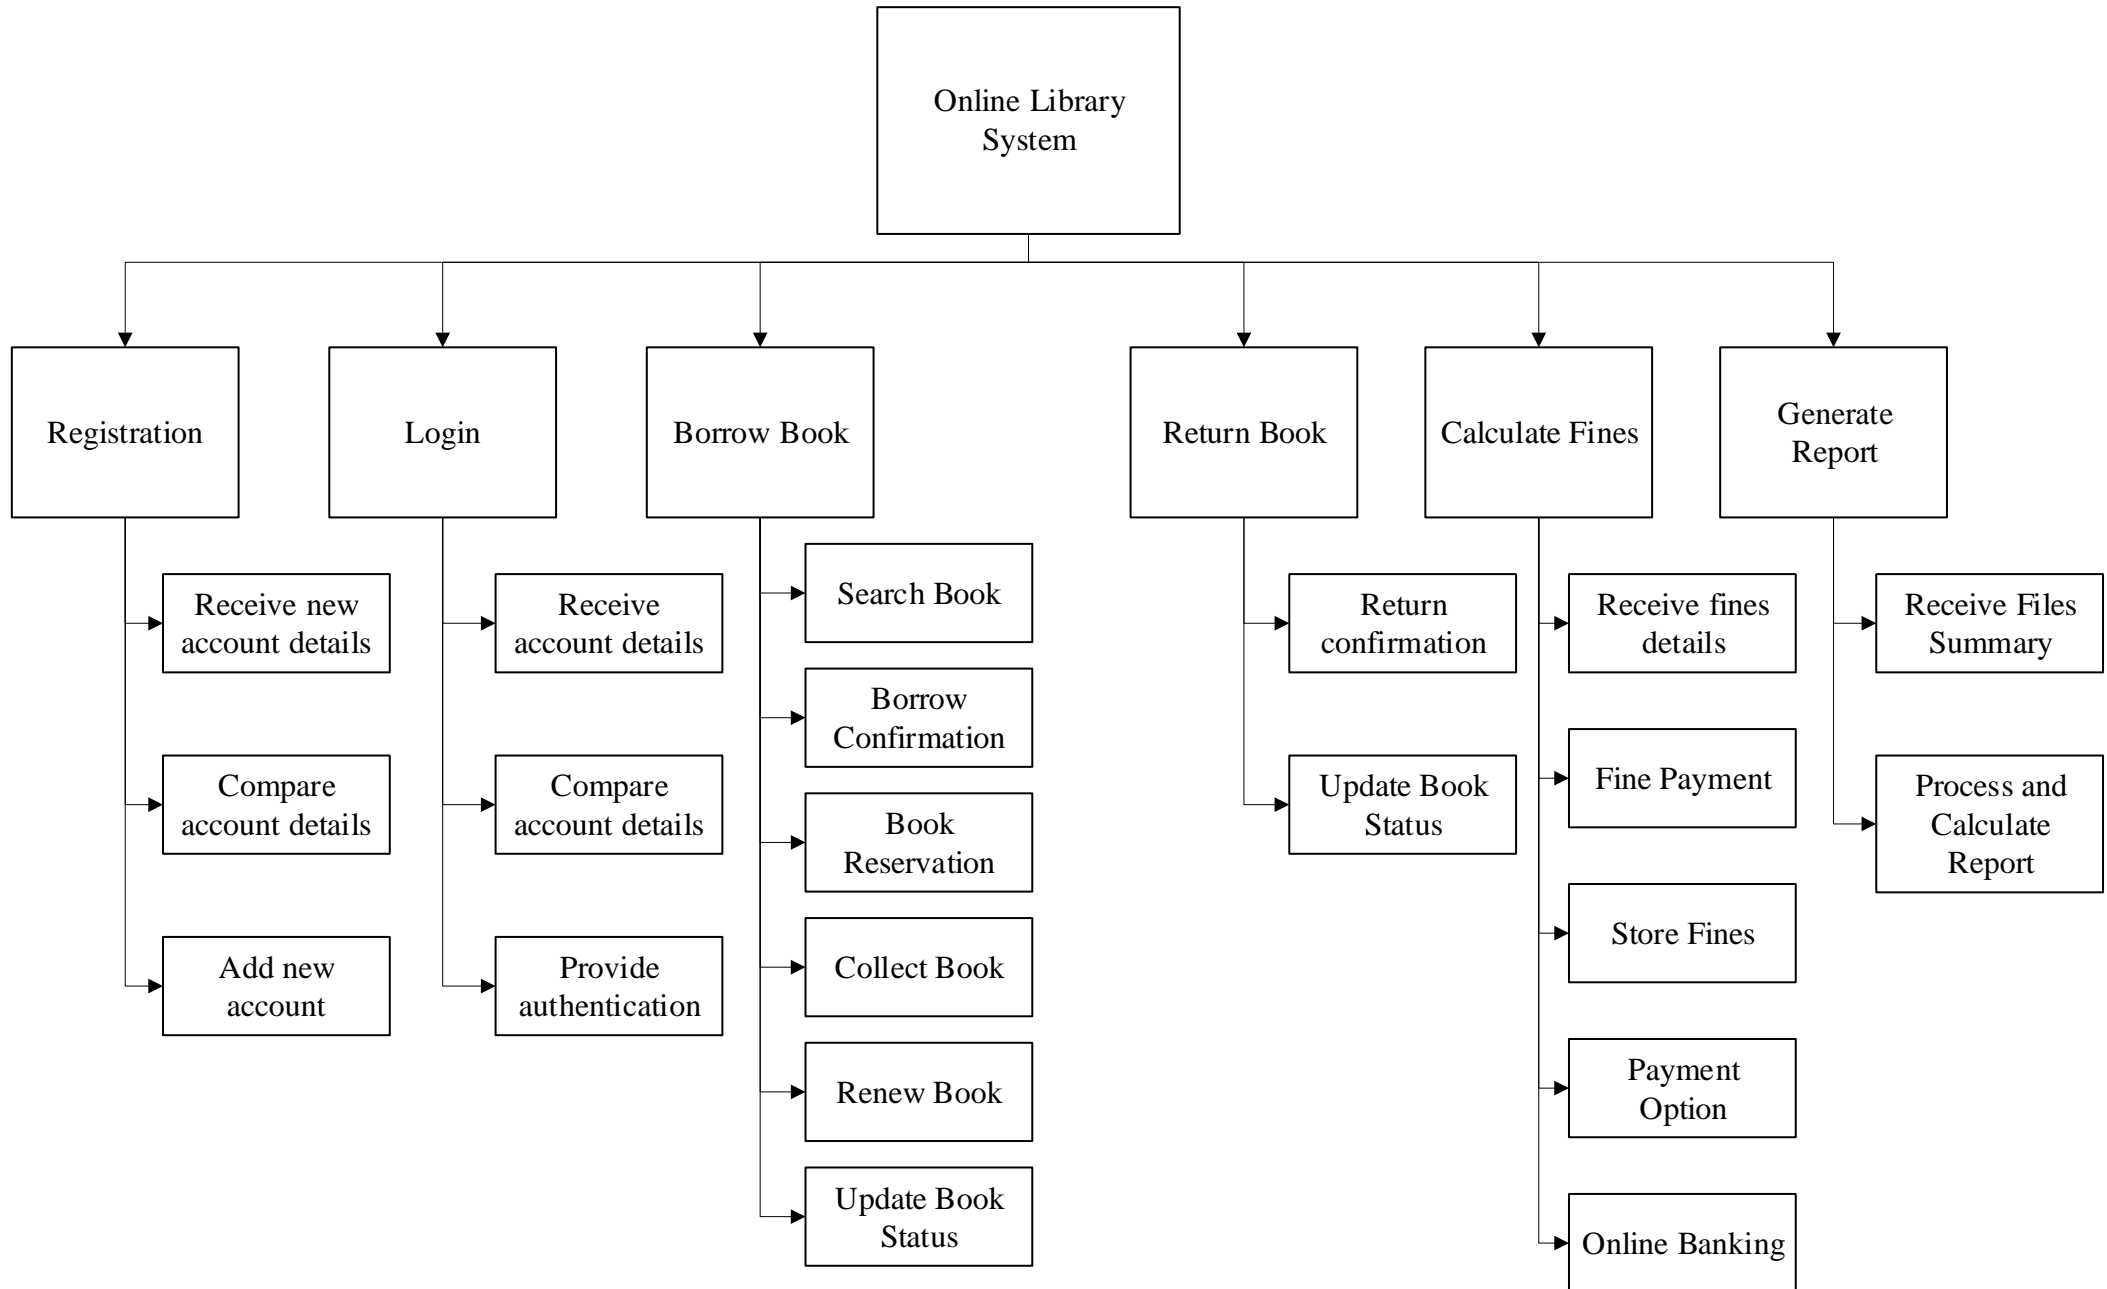 Online Library
System
Registration
Login
Borrow Book
Return Book
Calculate Fines
Generate
Report
Receive new
account details
Compare
account details
Add new
account
Receive
account details
Compare
account details
Provide
authentication
Search Book
Borrow
Confirmation
Book
Reservation
Collect Book
Renew Book
Update Book
Status
Return
confirmation
Update Book
Status
Receive fines
details
Fine Payment
Store Fines
Payment
Option
Online Banking
Receive Files
Summary
Process and
Calculate
Report